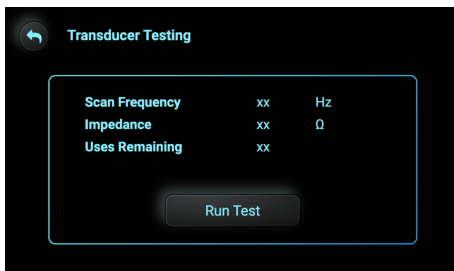 Transducer Testing
Scan Frequency xx Hz
Impedance xx Ω
Uses Remaining xx
Run Test